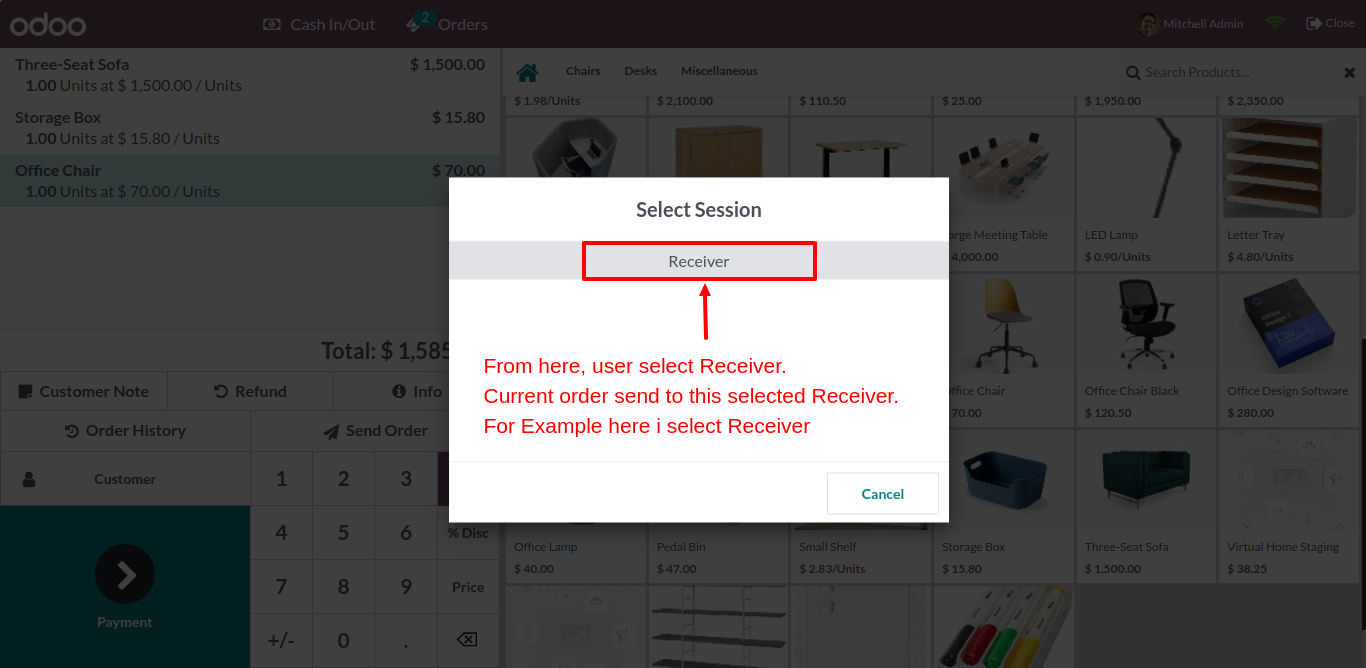 odoo
Cash In/Out
2
Orders
Mitchell Admin
Close
Three-Seat Sofa $ 1,500.00
1.00 Units at $ 1,500.00 / Units
Storage Box $ 15.80
1.00 Units at $ 15.80 / Units
Office Chair $ 70.00
1.00 Units at $ 70.00 / Units
Total: $ 1,585
Customer Note
Refund
Info
Order History
Send Order
Customer
1 2 3
4 5 6 % Disc
7 8 9 Price
+/- 0 .
Payment
Chairs Desks Miscellaneous
Search Products...
$ 1.98/Units $ 2,100.00 $ 110.50 $ 25.00 $ 1,950.00 $ 2,350.00
arge Meeting Table LED Lamp Letter Tray
4,000.00 $ 0.90/Units $ 4.80/Units
Office
Design 7
ffice Chair Office Chair Black Office Design Software
70.00 $ 120.50 $ 280.00
Office Lamp Pedal Bin Small Shelf Storage Box Three-Seat Sofa Virtual Home Staging
$ 40.00 $ 47.00 $ 2.83/Units $ 15.80 $ 1,500.00 $ 38.25
Select Session
Receiver
From here, user select Receiver.
Current order send to this selected Receiver.
For Example here i select Receiver
Cancel